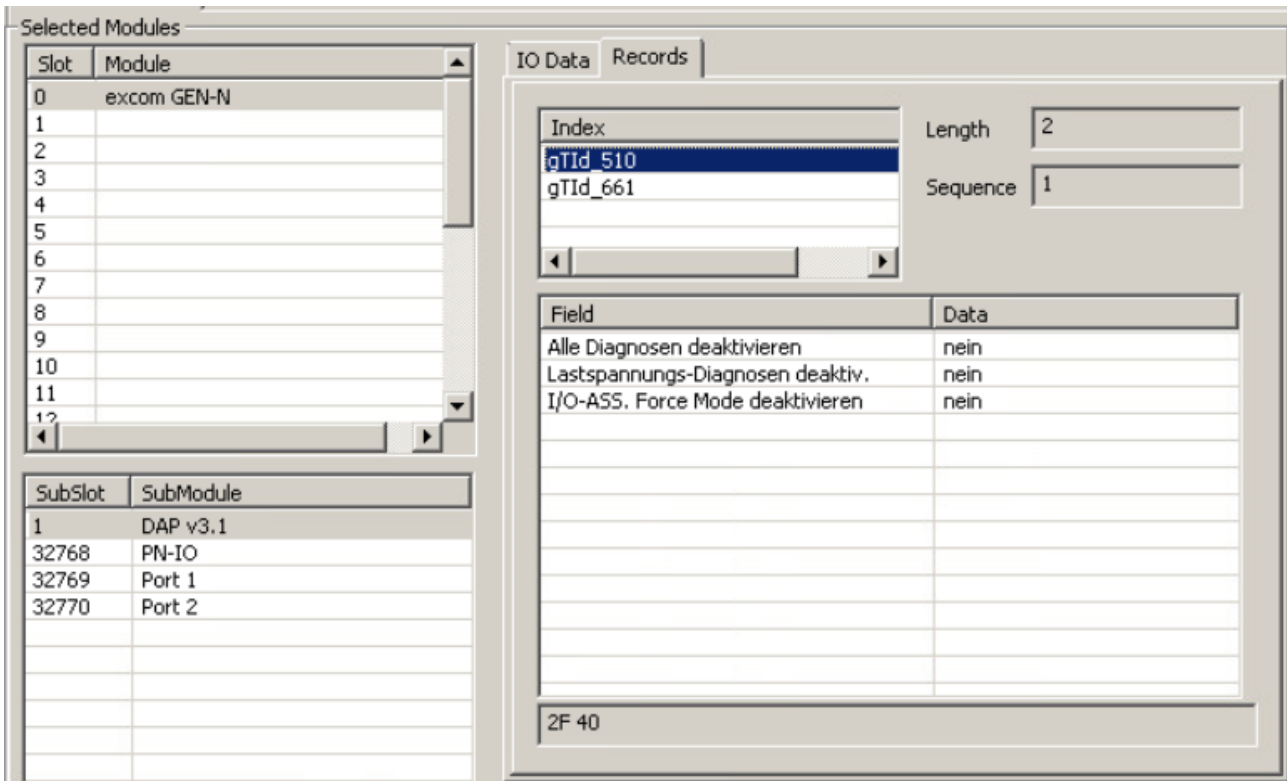 Selected Modules
Slot Module
0 excom GEN-N
1
2
3
4
5
6
7
8
9
10
11
12
SubSlot SubModule
1 DAP v3.1
32768 PN-IO
32769 Port 1
32770 Port 2
IO Data Records
Index
gTId_510
gTId_661
Length 2
Sequence 1
Field Data
Alle Diagnosen deaktivieren nein
Lastspannungs-Diagnosen deaktiv. nein
I/O-ASS. Force Mode deaktivieren nein
2F 40